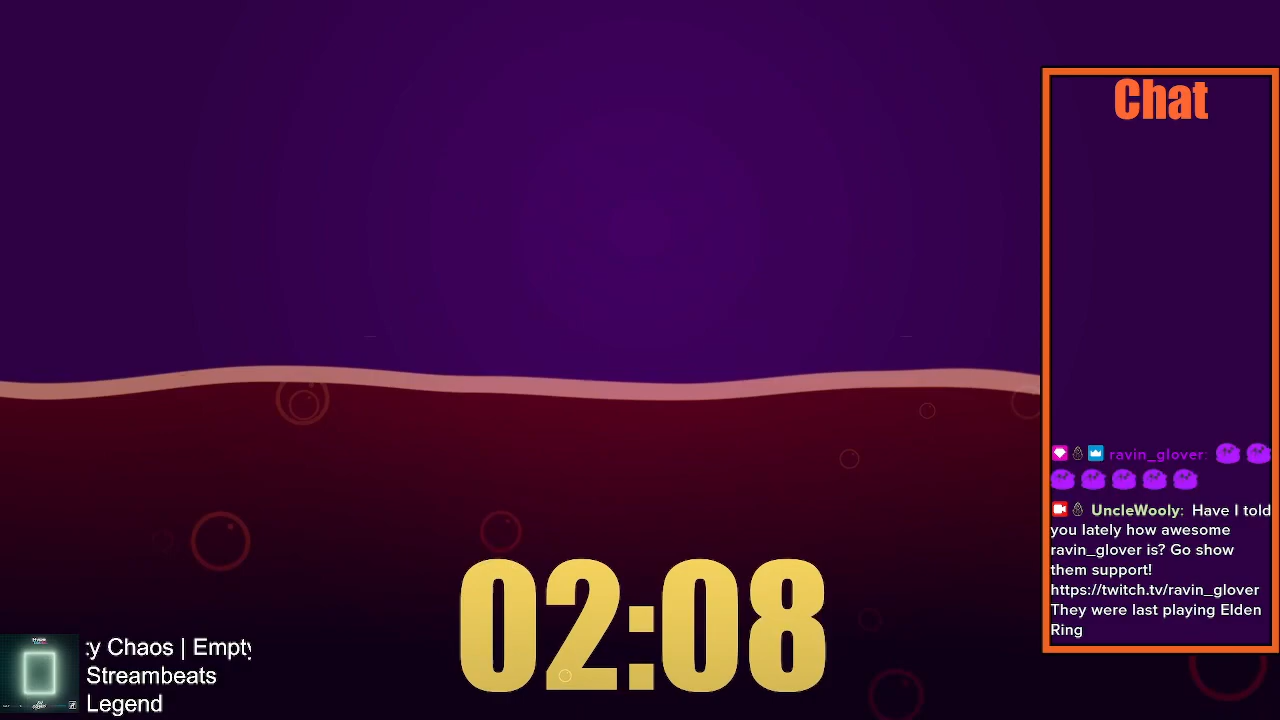 Chat
ravin_glover:
UncleWooly: Have I told
you lately how awesome
ravin_glover is? Go show
them support!
https://twitch.tv/ravin_glover
They were last playing Elden
Ring
02:08
y Chaos | Empty
Streambeats
Legend